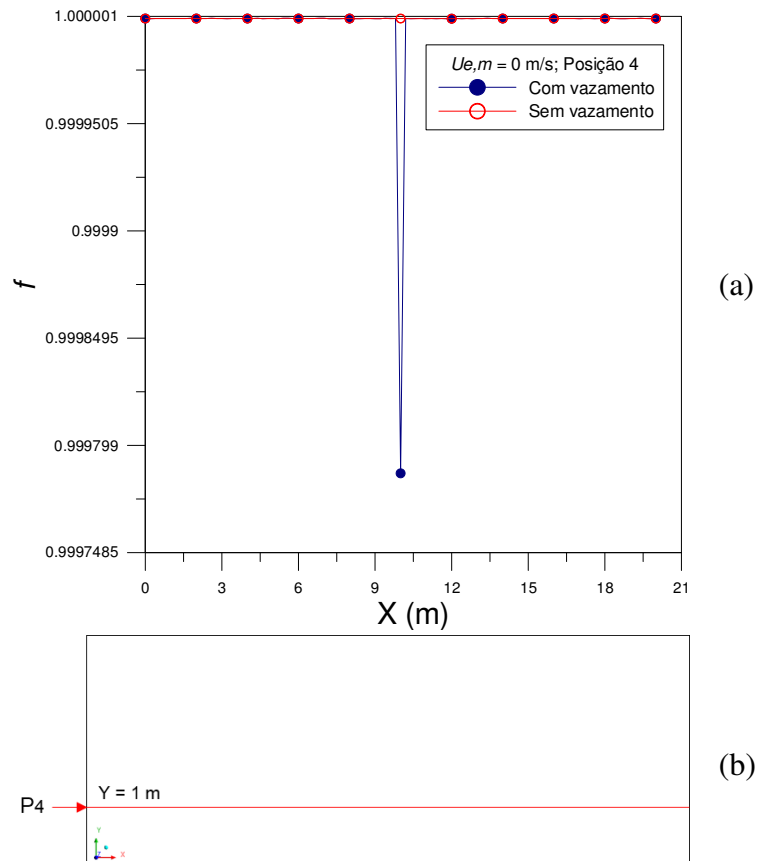 1.000001
0.9999505
0.9999
0.9998495
0.999799
0.9997485
f
Ue,m = 0 m/s; Posição 4
Com vazamento
Sem vazamento
(a)
0 3 6 9 12 15 18 21
X (m)
P4
Y = 1 m
(b)
Y
Z
X